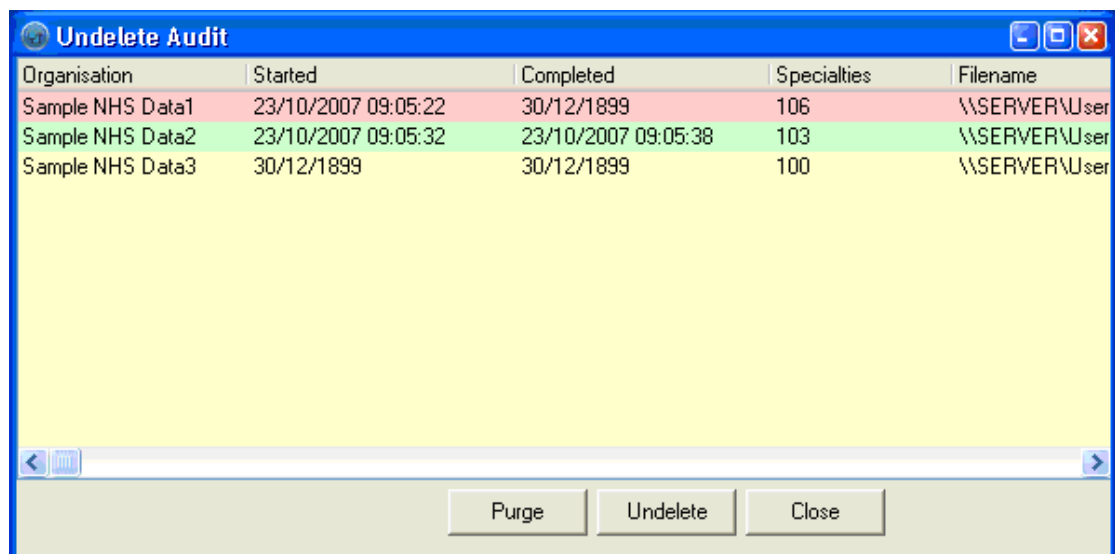 Undelete Audit
Organisation Started Completed Specialties Filename
Sample NHS Data1 23/10/2007 09:05:22 30/12/1899 106 \\SERVER\User
Sample NHS Data2 23/10/2007 09:05:32 23/10/2007 09:05:38 103 \\SERVER\User
Sample NHS Data3 30/12/1899 30/12/1899 100 \\SERVER\User
Purge Undelete Close